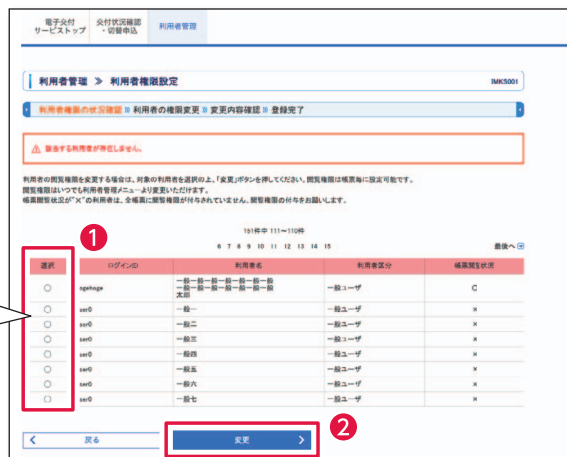 電子交付
サービストップ
交付状況確認
・切替申込
利用者管理
利用者管理 ≫ 利用者権限設定
IMKS001
利用者権限の状況確認 ≫ 利用者の権限変更 ≫ 変更内容確認 ≫ 登録完了
該当する利用者が存在しません。
利用者の閲覧権限を変更する場合は、対象の利用者を選択の上、「変更」ボタンを押してください。閲覧権限は帳票毎に設定可能です。
閲覧権限はいつでも利用者管理メニューより変更いただけます。
帳票閲覧状況が"×"の利用者は、全帳票に閲覧権限が付与されていません。閲覧権限の付与をお願いします。
1
151件中 111～110件
6 7 8 9 10 11 12 13 14 15
最後へ
選択 ログインID 利用者名 利用者区分 帳票閲覧状況
sgehoge 一般一般一般一般一般一般一般
一般一般一般一般一般一般一般
太郎 一般ユーザ C
ser0 一般一 一般ユーザ ×
ser0 一般二 一般ユーザ ×
ser0 一般三 一般ユーザ ×
ser0 一般四 一般ユーザ ×
ser0 一般五 一般ユーザ ×
ser0 一般六 一般ユーザ ×
ser0 一般七 一般ユーザ ×
2
戻る
変更